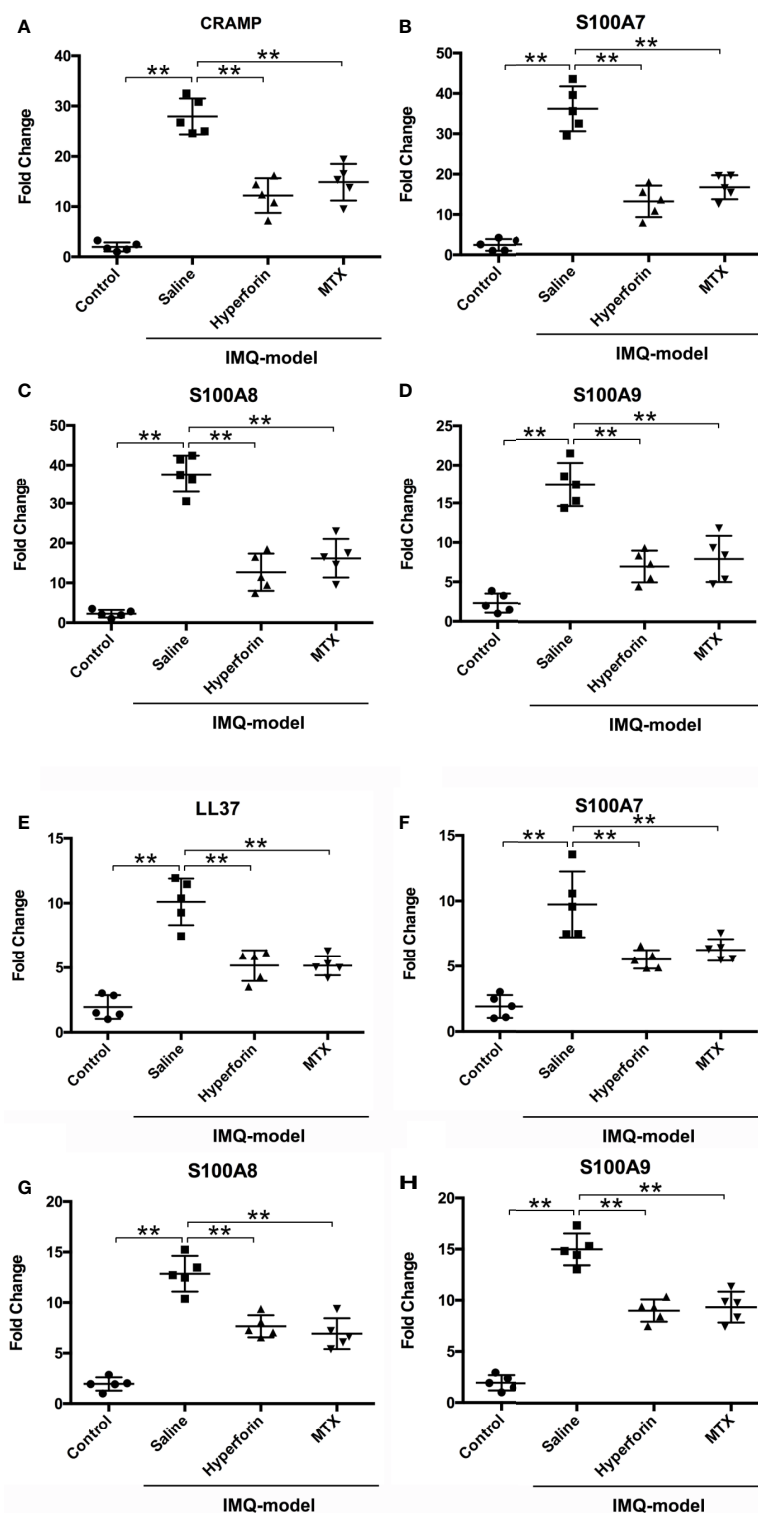 A
CRAMP
**
** **
Fold Change
40
30
20
10
0
Control
Saline
Hyperforin
MTX
IMQ-model
B
S100A7
**
** **
Fold Change
50
40
30
20
10
0
Control
Saline
Hyperforin
MTX
IMQ-model
C
S100A8
**
** **
Fold Change
50
40
30
20
10
0
Control
Saline
Hyperforin
MTX
IMQ-model
D
S100A9
**
** **
Fold Change
25
20
15
10
5
0
Control
Saline
Hyperforin
MTX
IMQ-model
E
LL37
**
** **
Fold Change
15
10
5
0
Control
Saline
Hyperforin
MTX
IMQ-model
F
S100A7
**
** **
Fold Change
15
10
5
0
Control
Saline
Hyperforin
MTX
IMQ-model
G
S100A8
**
** **
Fold Change
20
15
10
5
0
Control
Saline
Hyperforin
MTX
IMQ-model
H
S100A9
**
** **
Fold Change
20
15
10
5
0
Control
Saline
Hyperforin
MTX
IMQ-model